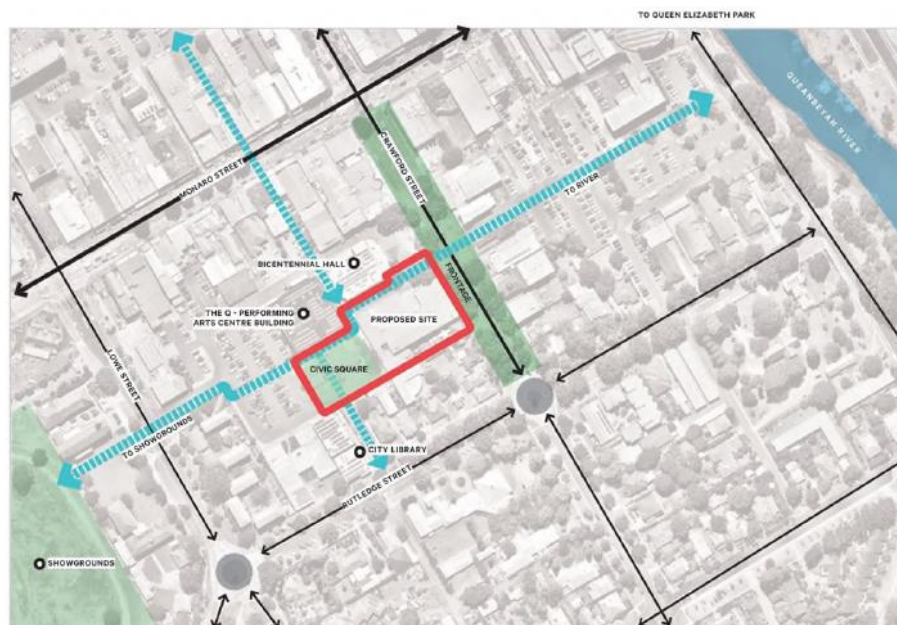 TO QUEEN ELIZABETH PARK
QUEANBEYAN RIVER
CRAWFORD STREET
MONARO STREET
TO RIVER
BICENTENNIAL HALL
FRONTAGE
THE Q - PERFORMING
ARTS CENTRE BUILDING
PROPOSED SITE
LOWE STREET
CIVIC SQUARE
TO SHOWGROUNDS
CITY LIBRARY
RUTLEDGE STREET
SHOWGROUNDS